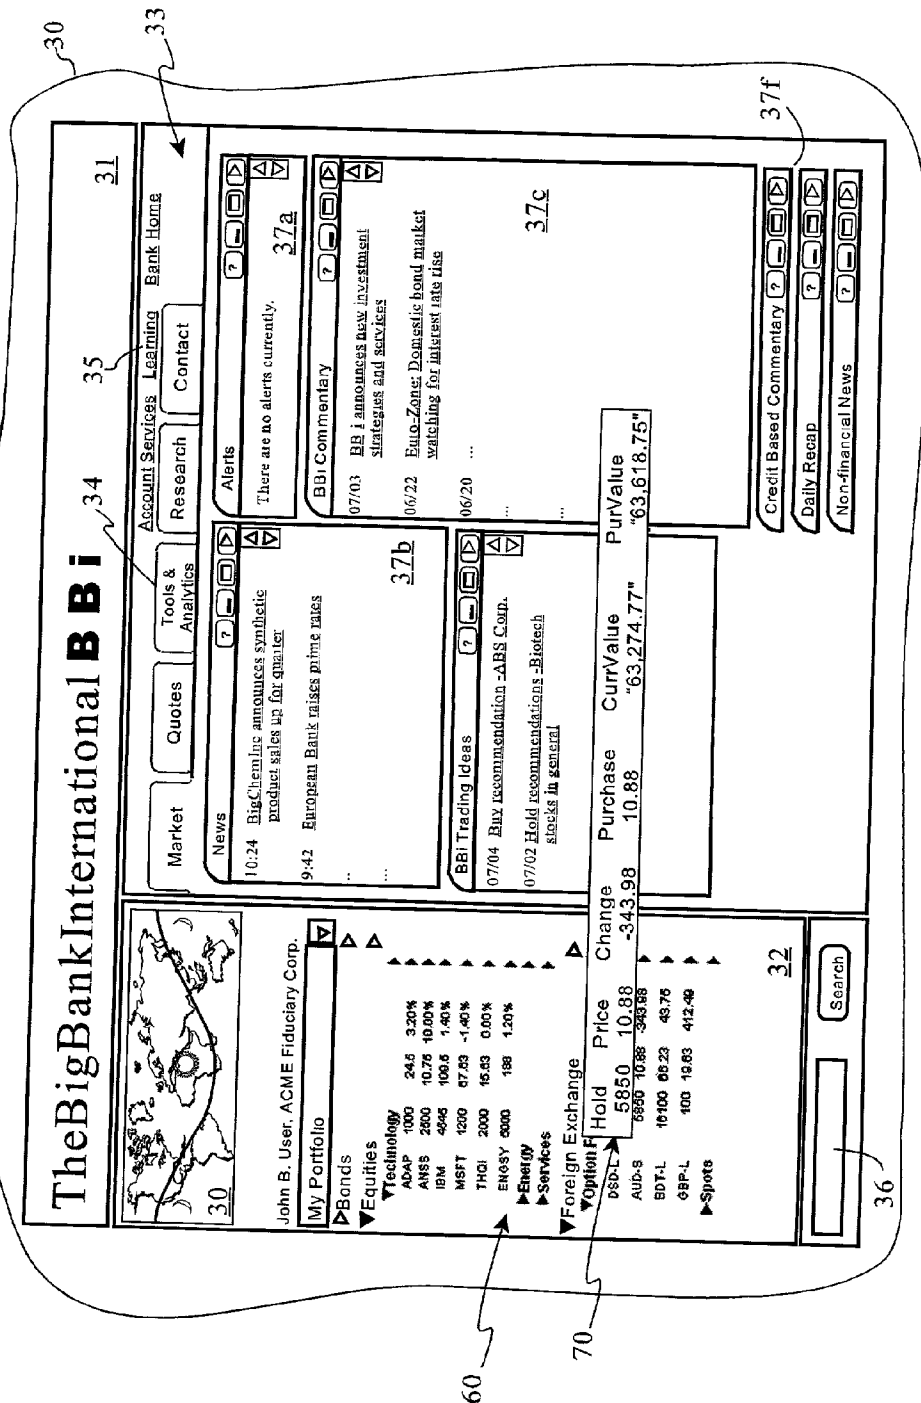 30
33
TheBigBankInternational B B i
31
34
35
Account Services Learning Bank Home
Market Quotes Tools & Analytics Research Contact
30
John B. User, ACME Fiduciary Corp.
My Portfolio
Bonds
Equities
Technology
ADAP 1000 24.5 3.20%
ANSS 2500 10.75 10.00%
IBM 4645 109.5 1.40%
MSFT 1200 67.63 -1.40%
THQI 2000 15.63 0.00%
ENGSY 5000 188 1.20%
Energy
Services
Foreign Exchange
Option
DSD-L
AUD-S 5850 10.88 -343.98
BDT-L 16100 66.23 43.75
GBP-L 100 19.63 412.49
Spots
32
Search
36
60
70
Hold Price Change Purchase CurrValue PurValue
5850 10.88 -343.98 10.88 "63,274.77" "63,618.75"
News ?
10:24 BigChemInc announces synthetic
product sales up for quarter
9:42 European Bank raises prime rates
...
....
37b
BBi Trading Ideas ?
07/04 Buy recommendation -ABS Corp.
07/02 Hold recommendations -Biotech
stocks in general
Alerts ?
There are no alerts currently.
37a
BBi Commentary ?
07/03 BB i announces new investment
strategies and services
06/22 Euro-Zone: Domestic bond market
watching for interest rate rise
06/20 ...
...
...
37c
Credit Based Commentary ?
37f
Daily Recap ?
Non-financial News ?